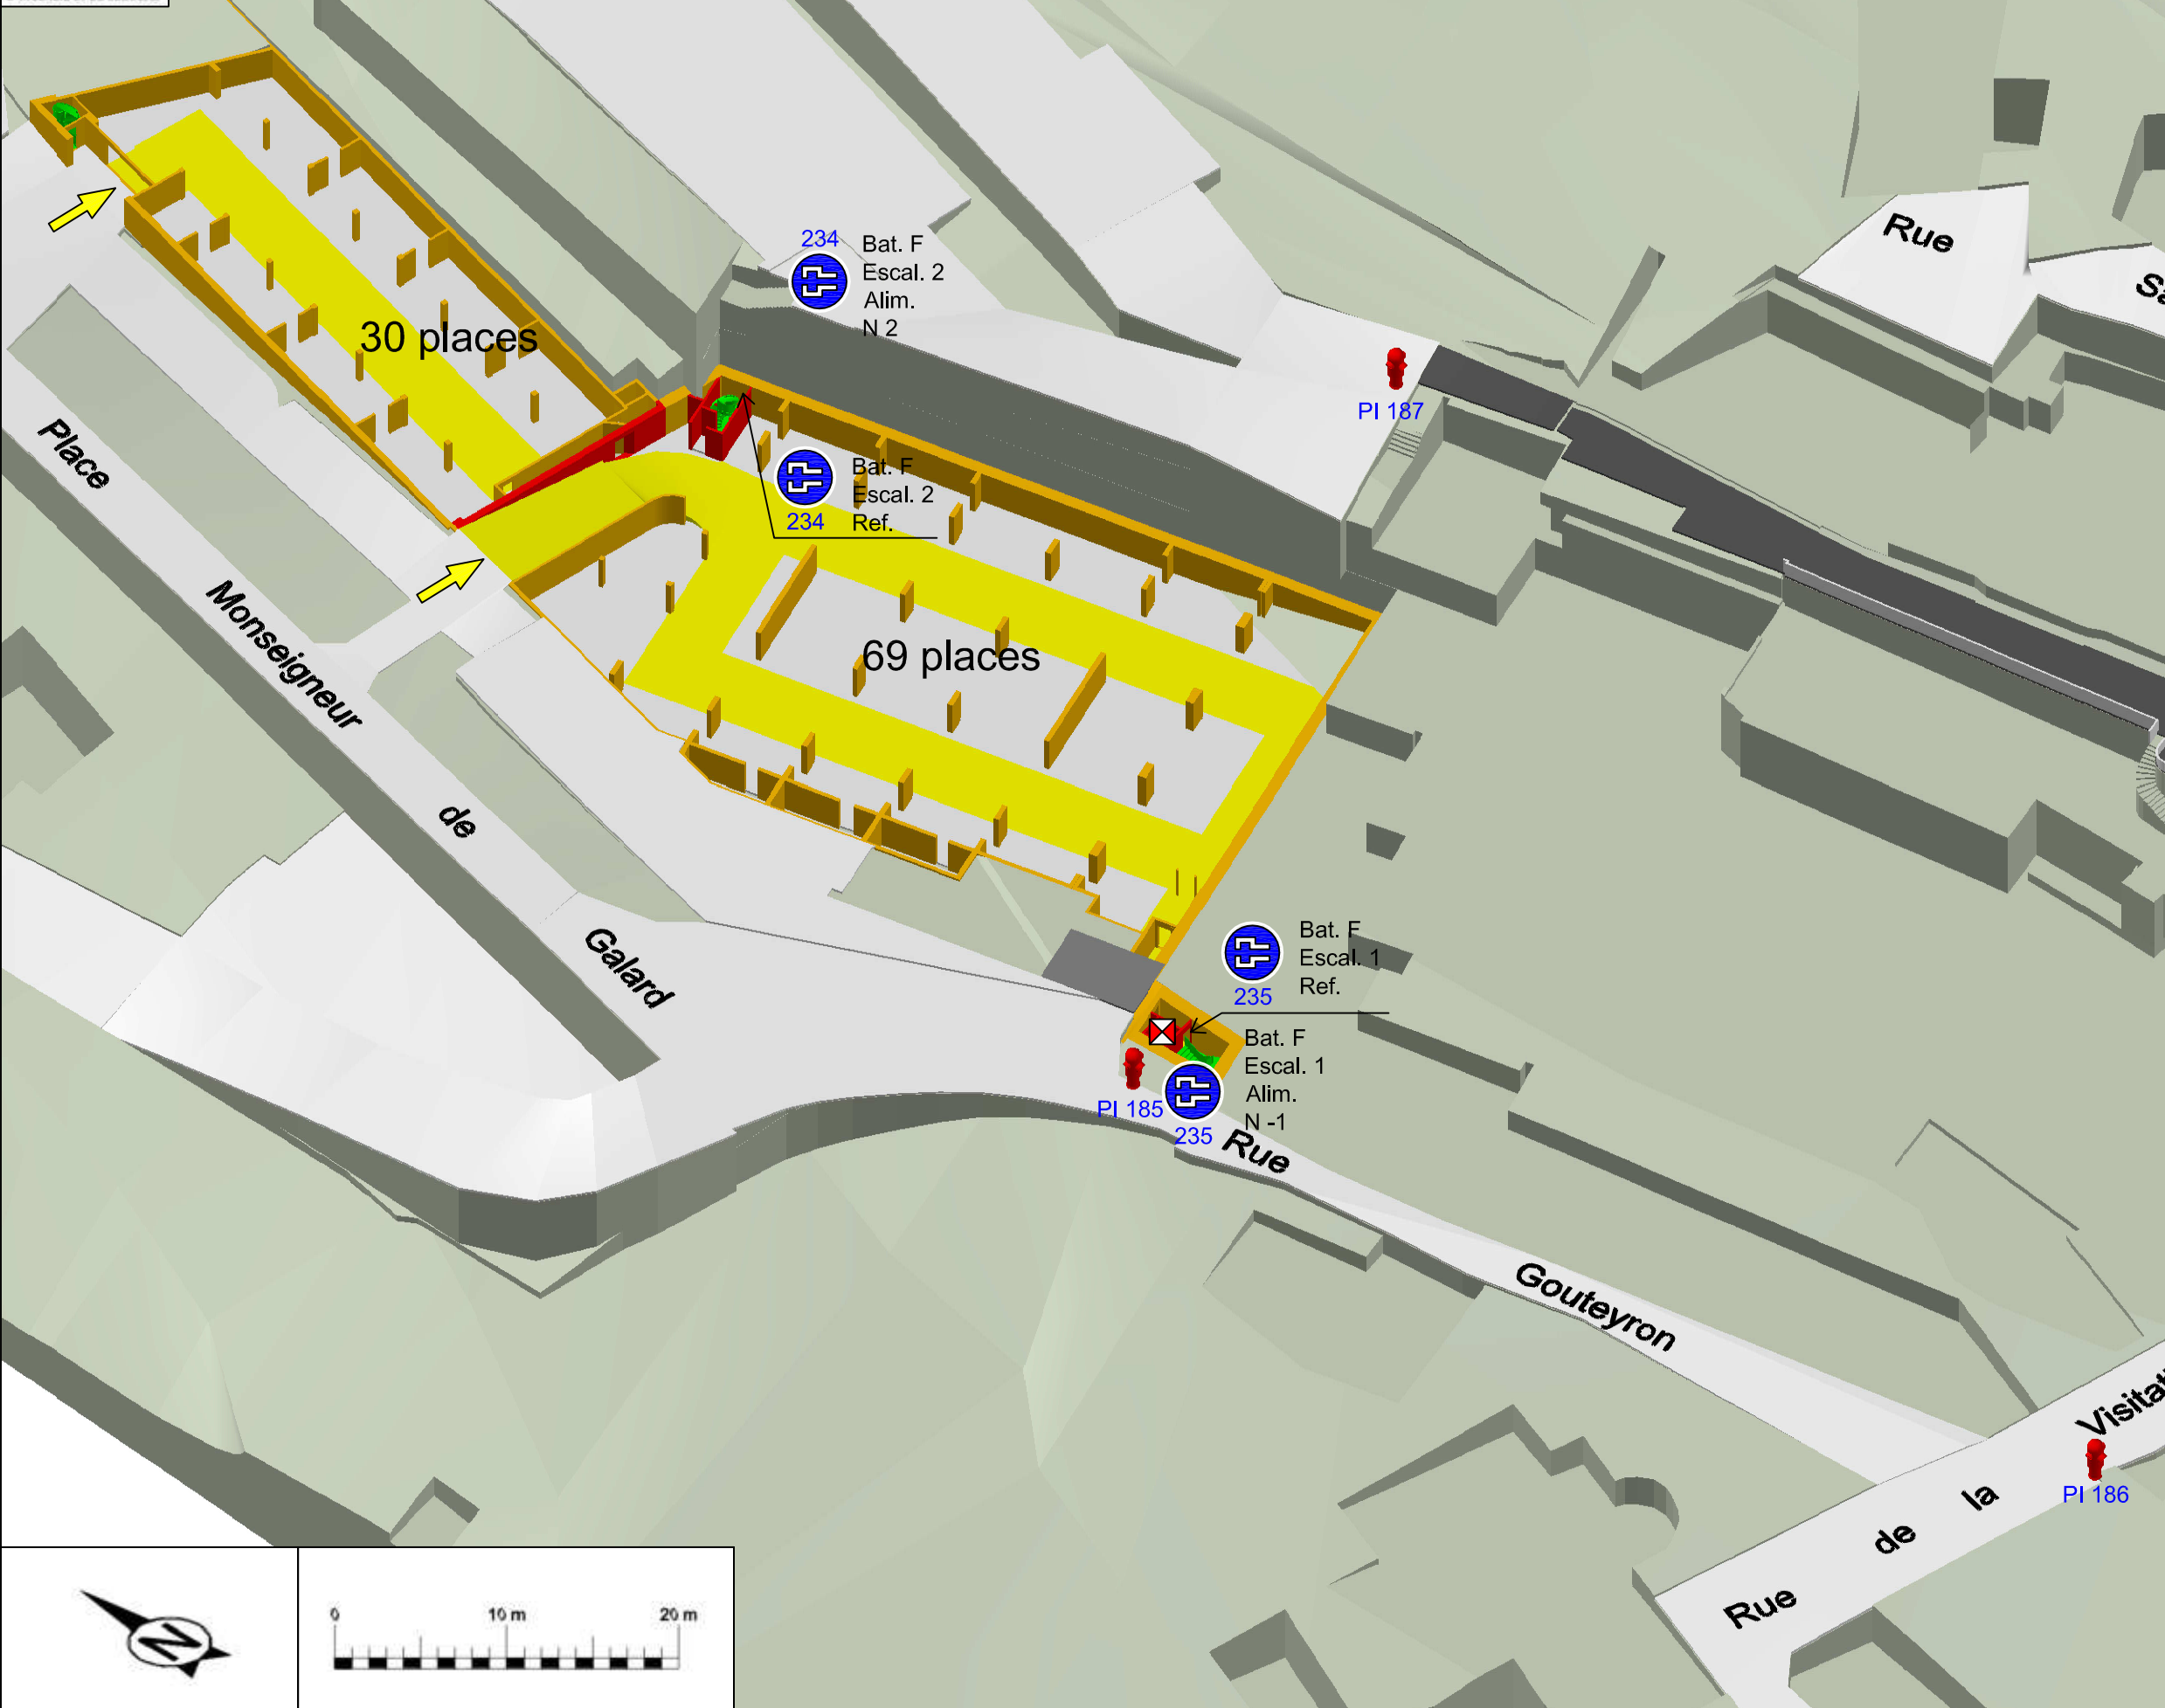 Rue
234
Bat. F
Escal. 2
Alim.
N 2
30 places
PI 187
Place
Monseigneur
de
Galard
Bat. F
Escal. 2
Ref.
234
69 places
Bat. F
Escal. 1
Ref.
235
Bat. F
Escal. 1
Alim.
N -1
PI 185
235
Rue
Gouteyron
Rue
de
la
PI 186
N
0 10 m 20 m